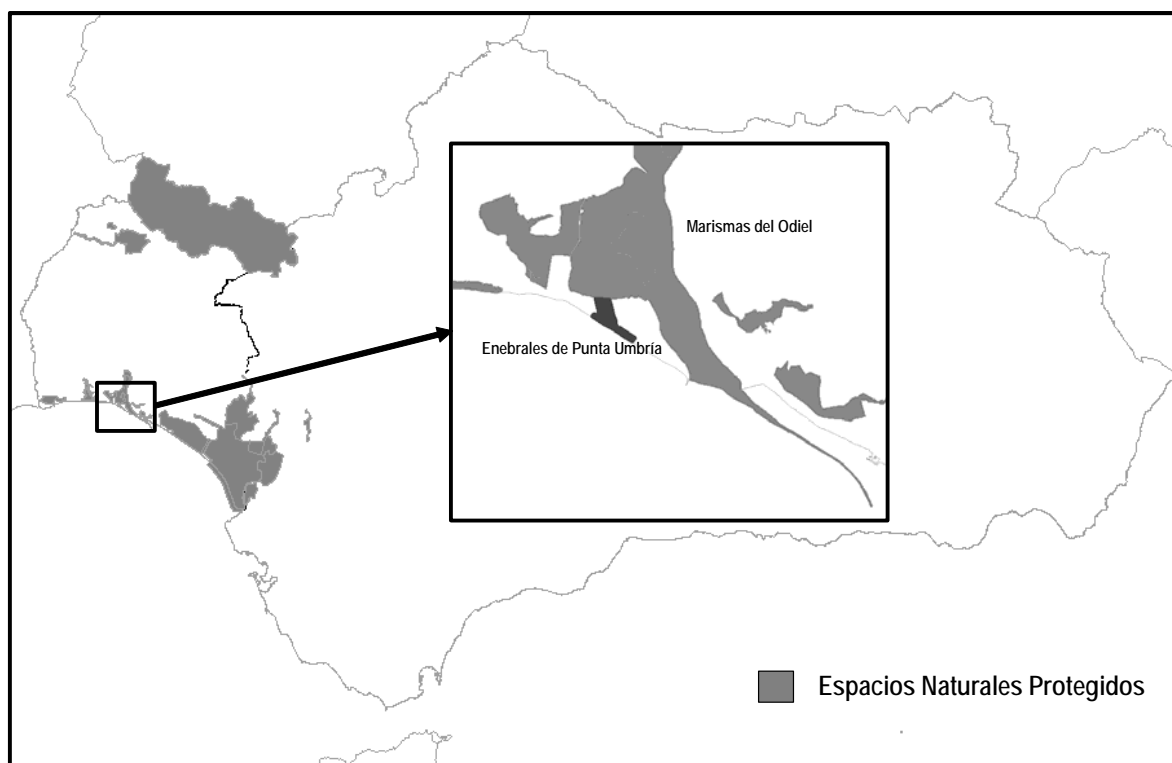 Marismas del Odiel
Enebrales de Punta Umbría
Espacios Naturales Protegidos